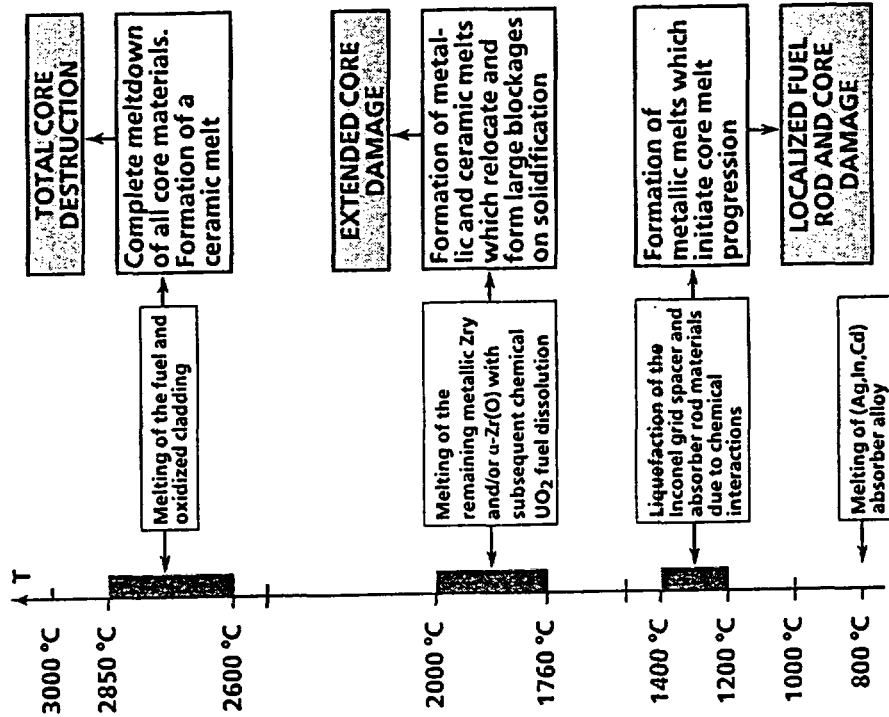 T
3000 °C
2850 °C
2600 °C
2000 °C
1760 °C
1400 °C
1200 °C
1000 °C
800 °C
Melting of the fuel and
oxidized cladding
Melting of the
remaining metallic Zry
and/or α-Zr(O) with
subsequent chemical
UO₂ fuel dissolution
Liquefaction of the
Inconel grid spacer and
absorber rod materials
due to chemical
interactions
Melting of (Ag,In,Cd)
absorber alloy
TOTAL CORE
DESTRUCTION
Complete meltdown
of all core materials.
Formation of a
ceramic melt
EXTENDED CORE
DAMAGE
Formation of metal-
lic and ceramic melts
which relocate and
form large blockages
on solidification
Formation of
metallic melts which
initiate core melt
progression
LOCALIZED FUEL
ROD AND CORE
DAMAGE